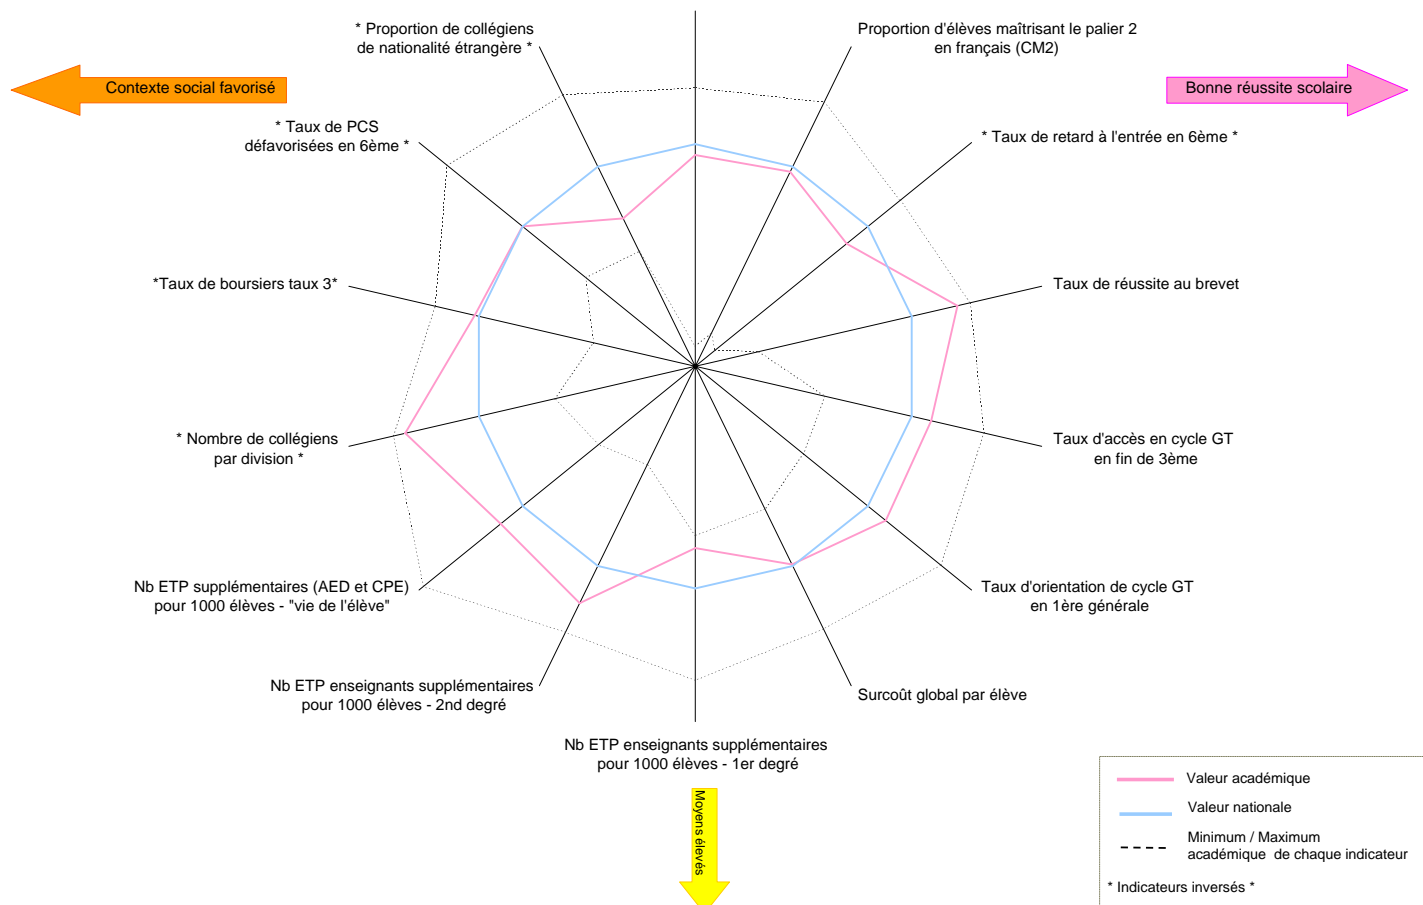 * Proportion de collégiens
de nationalité étrangère *
Proportion d'élèves maîtrisant le palier 2
en français (CM2)
Contexte social favorisé
Bonne réussite scolaire
* Taux de PCS
défavorisées en 6ème *
* Taux de retard à l'entrée en 6ème *
*Taux de boursiers taux 3*
Taux de réussite au brevet
* Nombre de collégiens
par division *
Taux d'accès en cycle GT
en fin de 3ème
Nb ETP supplémentaires (AED et CPE)
pour 1000 élèves - "vie de l'élève"
Taux d'orientation de cycle GT
en 1ère générale
Nb ETP enseignants supplémentaires
pour 1000 élèves - 2nd degré
Surcoût global par élève
Nb ETP enseignants supplémentaires
pour 1000 élèves - 1er degré
Moyens élevés
Valeur académique
Valeur nationale
Minimum / Maximum
académique de chaque indicateur
* Indicateurs inversés *